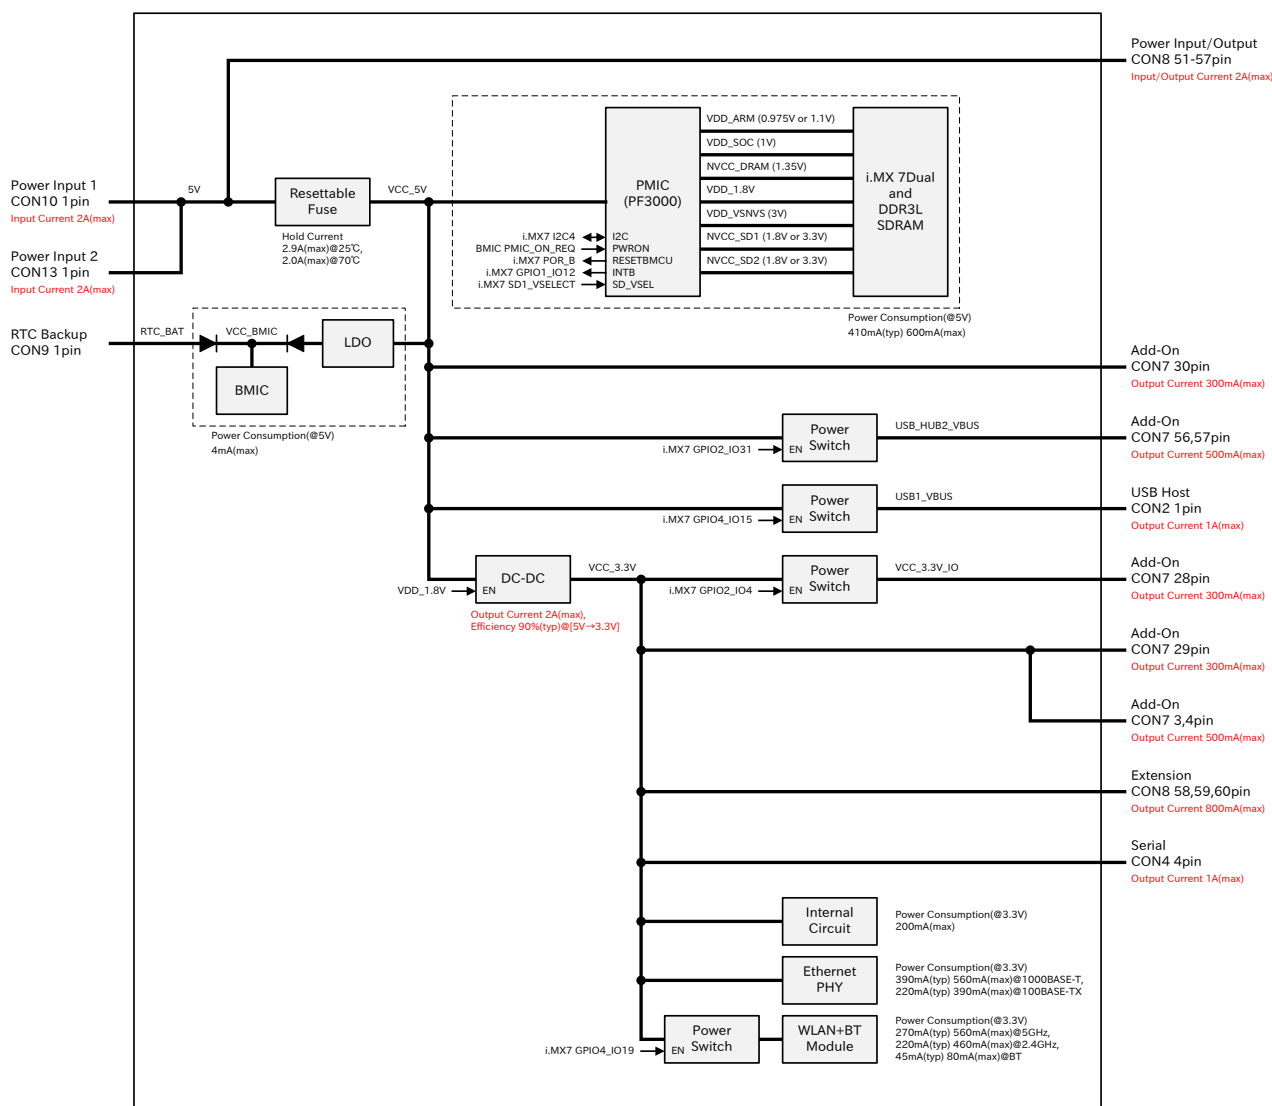 Power Input/Output
CON8 51-57pin
Input/Output Current 2A(max)
Power Input 1
CON10 1pin
Input Current 2A(max)
5V
Resettable
Fuse
VCC_5V
Hold Current
2.9A(max)@25℃,
2.0A(max)@70℃
Power Input 2
CON13 1pin
Input Current 2A(max)
PMIC
(PF3000)
VDD_ARM (0.975V or 1.1V)
VDD_SOC (1V)
NVCC_DRAM (1.35V)
VDD_1.8V
VDD_VSNVS (3V)
NVCC_SD1 (1.8V or 3.3V)
NVCC_SD2 (1.8V or 3.3V)
i.MX 7Dual
and
DDR3L
SDRAM
i.MX7 I2C4 I2C
BMIC PMIC_ON_REQ PWRON
i.MX7 POR_B RESETBMCU
i.MX7 GPIO1_IO12 INTB
i.MX7 SD1_VSELECT SD_VSEL
Power Consumption(@5V)
410mA(typ) 600mA(max)
RTC Backup
CON9 1pin
RTC_BAT
VCC_BMIC
LDO
BMIC
Power Consumption(@5V)
4mA(max)
Add-On
CON7 30pin
Output Current 300mA(max)
i.MX7 GPIO2_IO31
Power
Switch
EN
USB_HUB2_VBUS
Add-On
CON7 56,57pin
Output Current 500mA(max)
i.MX7 GPIO4_IO15
Power
Switch
EN
USB1_VBUS
USB Host
CON2 1pin
Output Current 1A(max)
VDD_1.8V
DC-DC
EN
VCC_3.3V
Output Current 2A(max),
Efficiency 90%(typ)@[5V→3.3V]
i.MX7 GPIO2_IO4
Power
Switch
EN
VCC_3.3V_IO
Add-On
CON7 28pin
Output Current 300mA(max)
Add-On
CON7 29pin
Output Current 300mA(max)
Add-On
CON7 3,4pin
Output Current 500mA(max)
Extension
CON8 58,59,60pin
Output Current 800mA(max)
Serial
CON4 4pin
Output Current 1A(max)
Internal
Circuit
Power Consumption(@3.3V)
200mA(max)
Ethernet
PHY
Power Consumption(@3.3V)
390mA(typ) 560mA(max)@1000BASE-T,
220mA(typ) 390mA(max)@100BASE-TX
i.MX7 GPIO4_IO19
Power
Switch
EN
WLAN+BT
Module
Power Consumption(@3.3V)
270mA(typ) 560mA(max)@5GHz,
220mA(typ) 460mA(max)@2.4GHz,
45mA(typ) 80mA(max)@BT